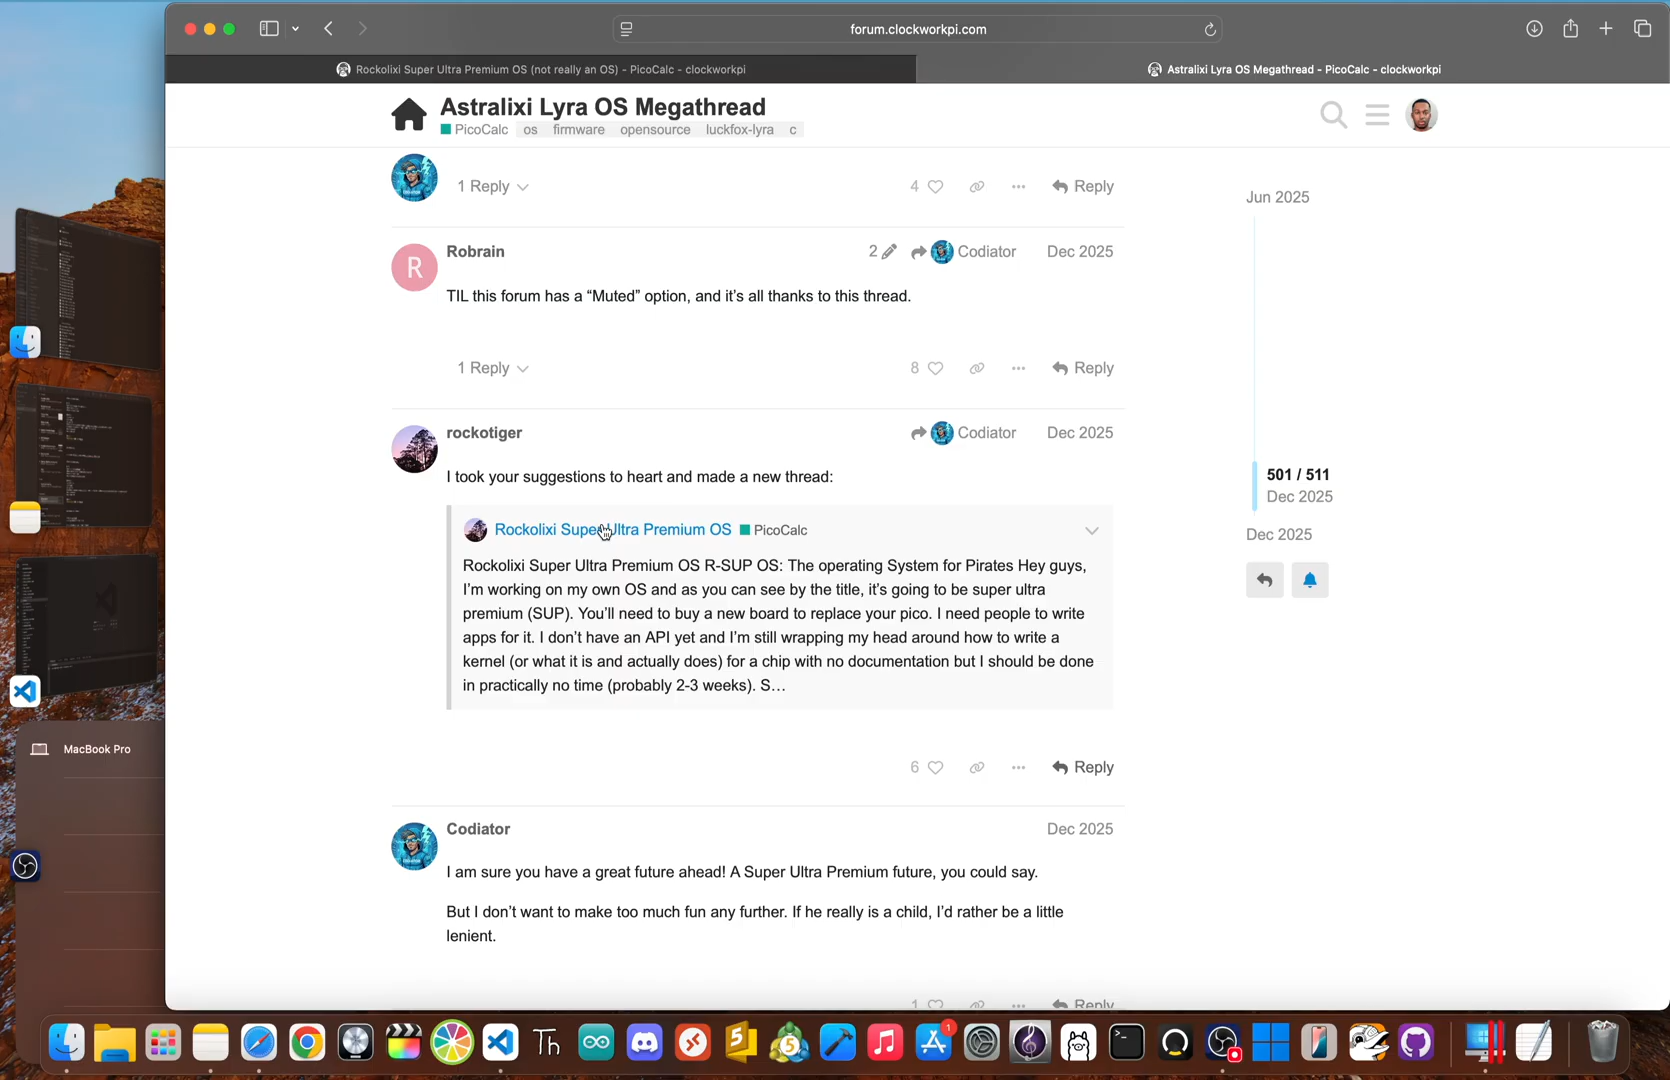 forum.clockworkpi.com
Rockolixi Super Ultra Premium OS (not really an OS) - PicoCalc - clockworkpi
Astralixi Lyra OS Megathread - PicoCalc - clockworkpi
Astralixi Lyra OS Megathread
PicoCalc os firmware opensource luckfox-lyra c
1 Reply 4 Reply
Jun 2025
Robrain 2 Codiator Dec 2025
R
TIL this forum has a “Muted” option, and it’s all thanks to this thread.
1 Reply 8 Reply
rockotiger Codiator Dec 2025
I took your suggestions to heart and made a new thread:
501 / 511
Dec 2025
Dec 2025
Rockolixi Super Ultra Premium OS PicoCalc
Rockolixi Super Ultra Premium OS R-SUP OS: The operating System for Pirates Hey guys,
I’m working on my own OS and as you can see by the title, it’s going to be super ultra
premium (SUP). You’ll need to buy a new board to replace your pico. I need people to write
apps for it. I don’t have an API yet and I’m still wrapping my head around how to write a
kernel (or what it is and actually does) for a chip with no documentation but I should be done
in practically no time (probably 2-3 weeks). S…
MacBook Pro
6 Reply
Codiator Dec 2025
I am sure you have a great future ahead! A Super Ultra Premium future, you could say.
But I don’t want to make too much fun any further. If he really is a child, I’d rather be a little
lenient.
1 Reply
Th
5
5
1